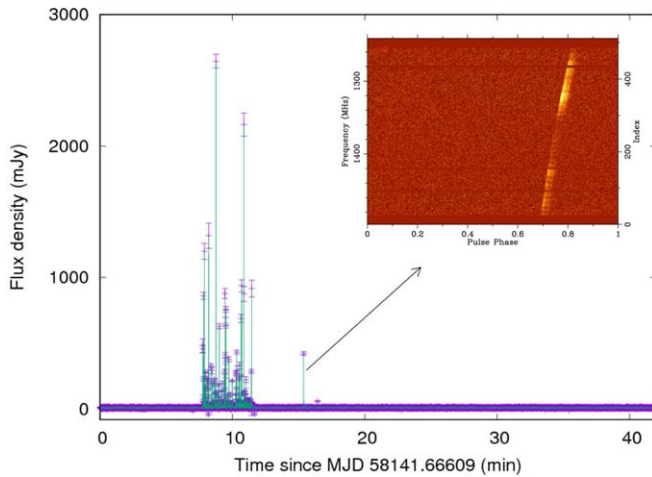 3000
2000
1000
0
Flux density (mJy)
0 10 20 30 40
Time since MJD 58141.66609 (min)
Frequency (MHz)
1300
1400
400
200
0
Index
0 0.2 0.4 0.6 0.8 1
Pulse Phase